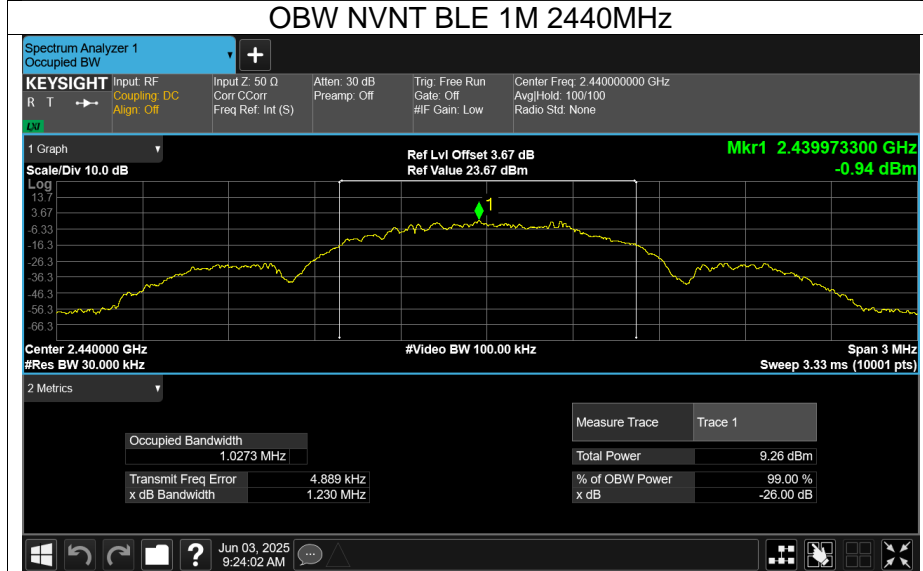 OBW NVNT BLE 1M 2440MHz
Spectrum Analyzer 1
Occupied BW
+
KEYSIGHT
R T
LXI
Input: RF
Coupling: DC
Align: Off
Input Z: 50 Ω
Corr CCorr
Freq Ref: Int (S)
Atten: 30 dB
Preamp: Off
Trig: Free Run
Gate: Off
#IF Gain: Low
Center Freq: 2.440000000 GHz
Avg|Hold: 100/100
Radio Std: None
1 Graph
Scale/Div 10.0 dB
Ref Lvl Offset 3.67 dB
Ref Value 23.67 dBm
Mkr1 2.439973300 GHz
-0.94 dBm
Log
13.7
3.67
-6.33
-16.3
-26.3
-36.3
-46.3
-56.3
-66.3
1
Center 2.440000 GHz
#Video BW 100.00 kHz
Span 3 MHz
#Res BW 30.000 kHz
Sweep 3.33 ms (10001 pts)
2 Metrics
Measure Trace Trace 1
Occupied Bandwidth
1.0273 MHz
Total Power 9.26 dBm
Transmit Freq Error 4.889 kHz
% of OBW Power 99.00 %
x dB Bandwidth 1.230 MHz
x dB -26.00 dB
?
Jun 03, 2025
9:24:02 AM